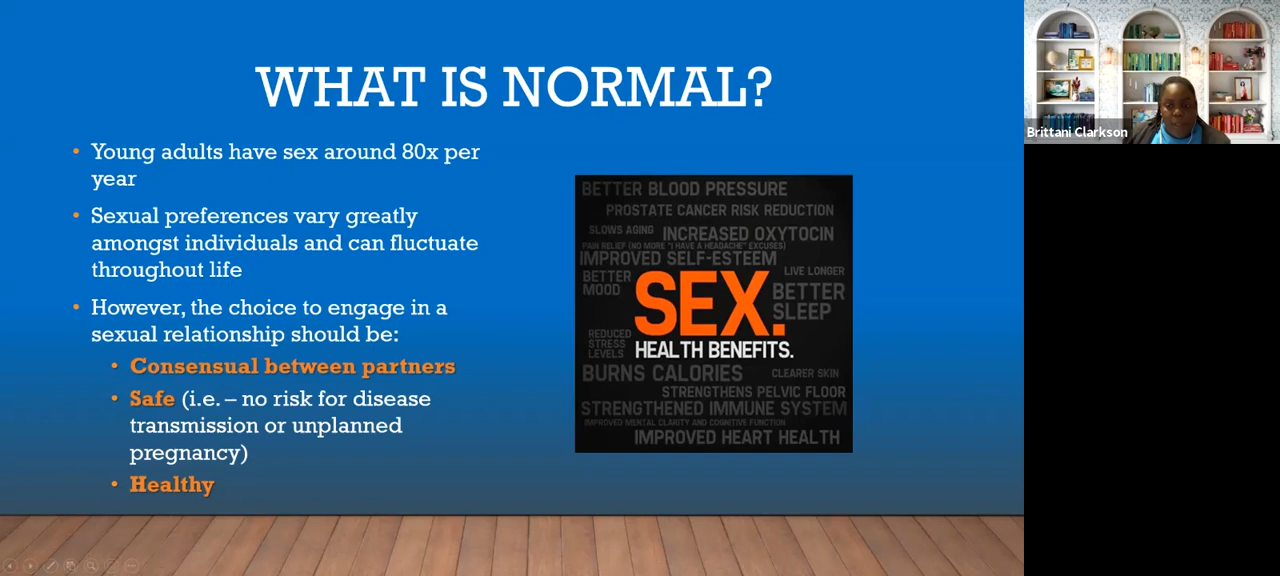 WHAT IS NORMAL?
• Young adults have sex around 80x per
year
• Sexual preferences vary greatly
amongst individuals and can fluctuate
throughout life
• However, the choice to engage in a
sexual relationship should be:
• Consensual between partners
• Safe (i.e. – no risk for disease
transmission or unplanned
pregnancy)
• Healthy
BETTER BLOOD PRESSURE
PROSTATE CANCER RISK REDUCTION
SLOWS AGING INCREASED OXYTOCIN
PAIN RELIEF (NO MORE "I HAVE A HEADACHE" EXCUSES)
IMPROVED SELF-ESTEEM
BETTER
MOOD
LIVE LONGER
SEX.
BETTER
SLEEP
REDUCED
STRESS
LEVELS
HEALTH BENEFITS.
BURNS CALORIES
CLEARER SKIN
STRENGTHENS PELVIC FLOOR
STRENGTHENED IMMUNE SYSTEM
IMPROVED MENTAL CLARITY AND COGNITIVE FUNCTION
IMPROVED HEART HEALTH
Brittani Clarkson